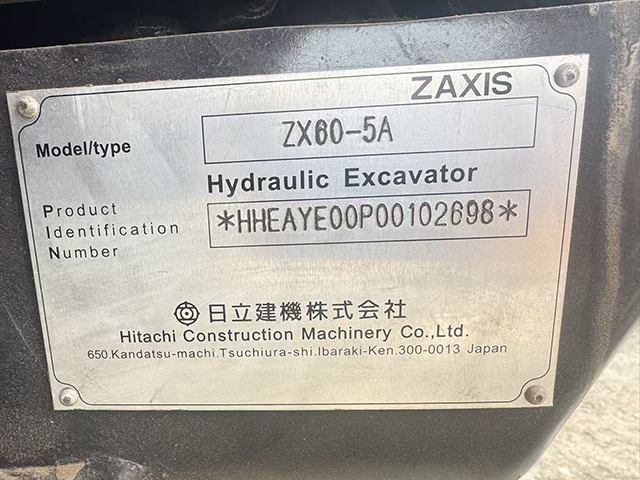 ZAXIS
Model/type ZX60-5A
Hydraulic Excavator
Product
Identification *HHEAYE00P00102698*
Number
日立建機株式会社
Hitachi Construction Machinery Co.,Ltd.
650.Kandatsu-machi.Tsuchiura-shi.Ibaraki-Ken.300-0013 Japan